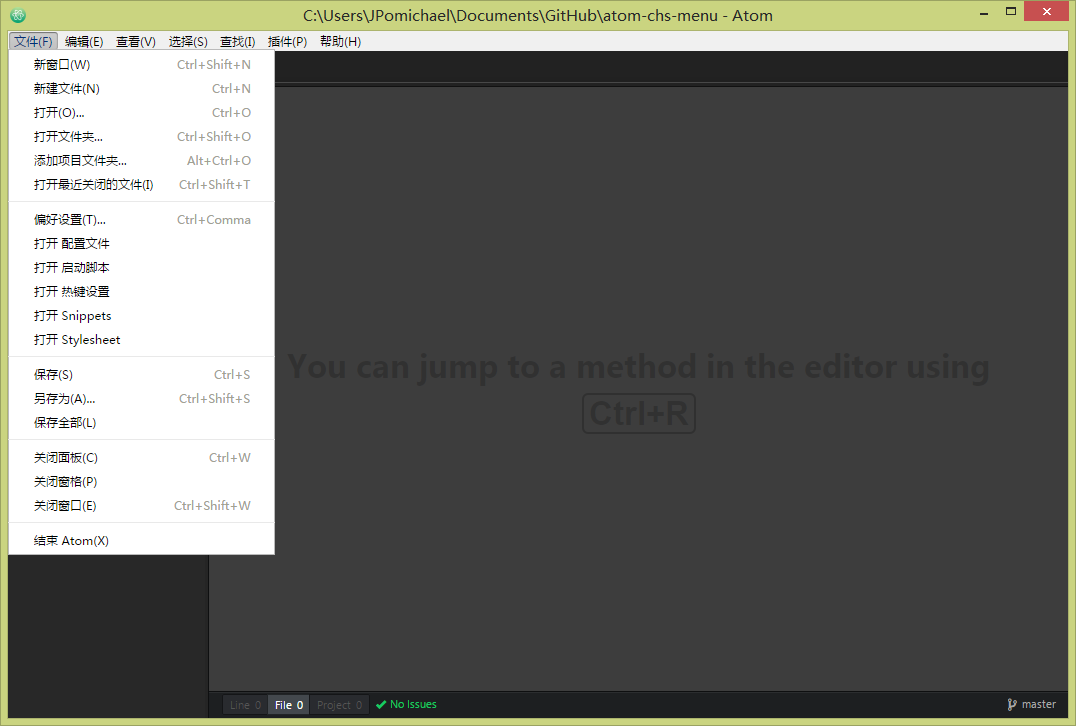 C:\Users\JPomichael\Documents\GitHub\atom-chs-menu - Atom
文件(F) 编辑(E) 查看(V) 选择(S) 查找(I) 插件(P) 帮助(H)
新窗口(W) Ctrl+Shift+N
新建文件(N) Ctrl+N
打开(O)... Ctrl+O
打开文件夹... Ctrl+Shift+O
添加项目文件夹... Alt+Ctrl+O
打开最近关闭的文件(I) Ctrl+Shift+T
偏好设置(T)... Ctrl+Comma
打开 配置文件
打开 启动脚本
打开 热键设置
打开 Snippets
打开 Stylesheet
保存(S) Ctrl+S
另存为(A)... Ctrl+Shift+S
保存全部(L)
关闭面板(C) Ctrl+W
关闭窗格(P)
关闭窗口(E) Ctrl+Shift+W
结束 Atom(X)
You can jump to a method in the editor using
Ctrl+R
Line 0 File 0 Project 0 No Issues master